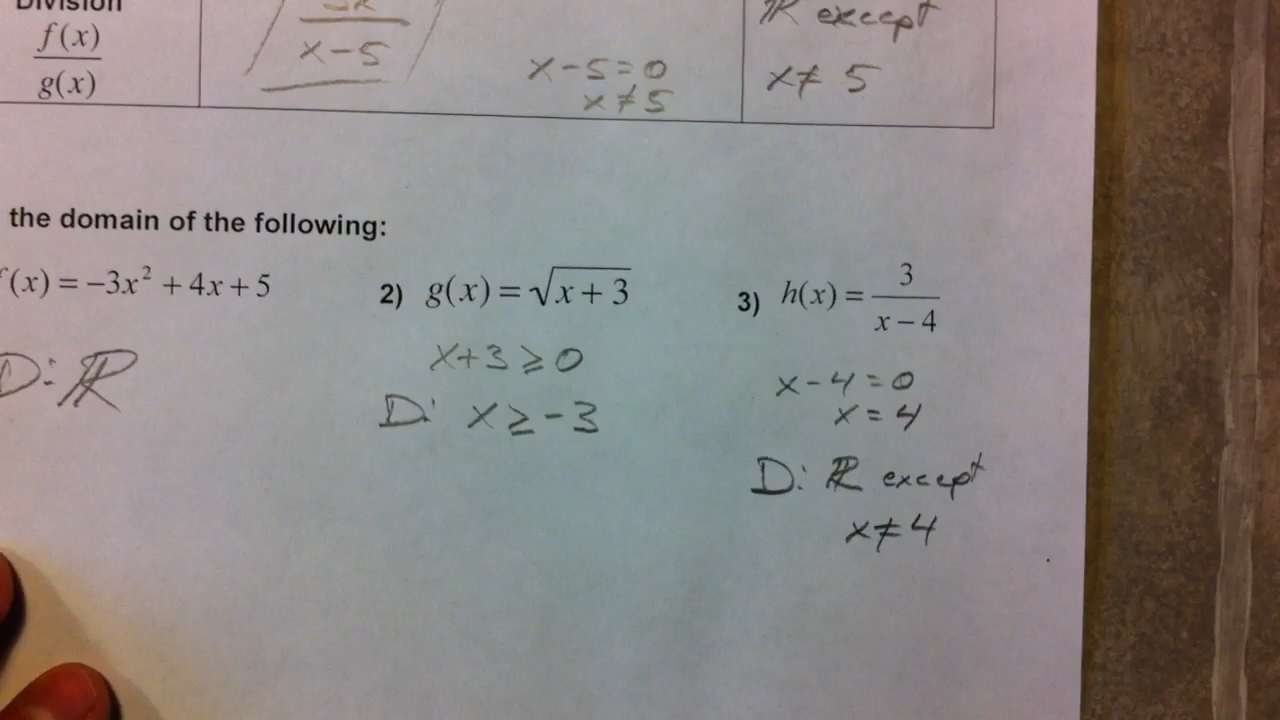 Division
f(x)
g(x)
x-5
x-5=0
x≠5
ℝ except
x≠ 5
the domain of the following:
f(x) = −3x² + 4x + 5
D: ℝ
2) g(x) = √x + 3
x+3 ≥ 0
D: x ≥ -3
3) h(x) = 3
x − 4
x-4=0
x=4
D: ℝ except
x≠4